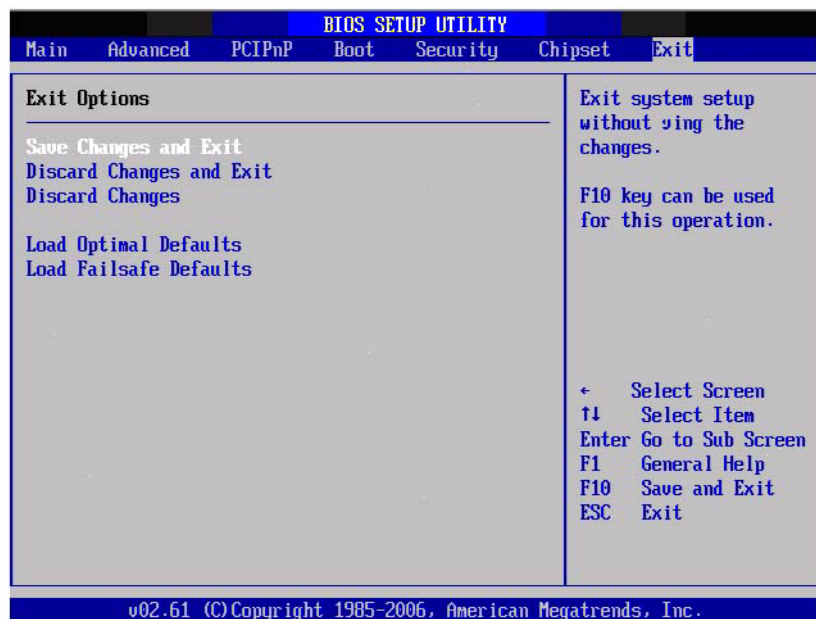 BIOS SETUP UTILITY
Main Advanced PCIPnP Boot Security Chipset Exit
Exit Options
Save Changes and Exit
Discard Changes and Exit
Discard Changes
Load Optimal Defaults
Load Failsafe Defaults
Exit system setup
without the
changes.
F10 key can be used
for this operation.
← Select Screen
↑↓ Select Item
Enter Go to Sub Screen
F1 General Help
F10 Save and Exit
ESC Exit
v02.61 (C)Copyright 1985-2006, American Megatrends, Inc.